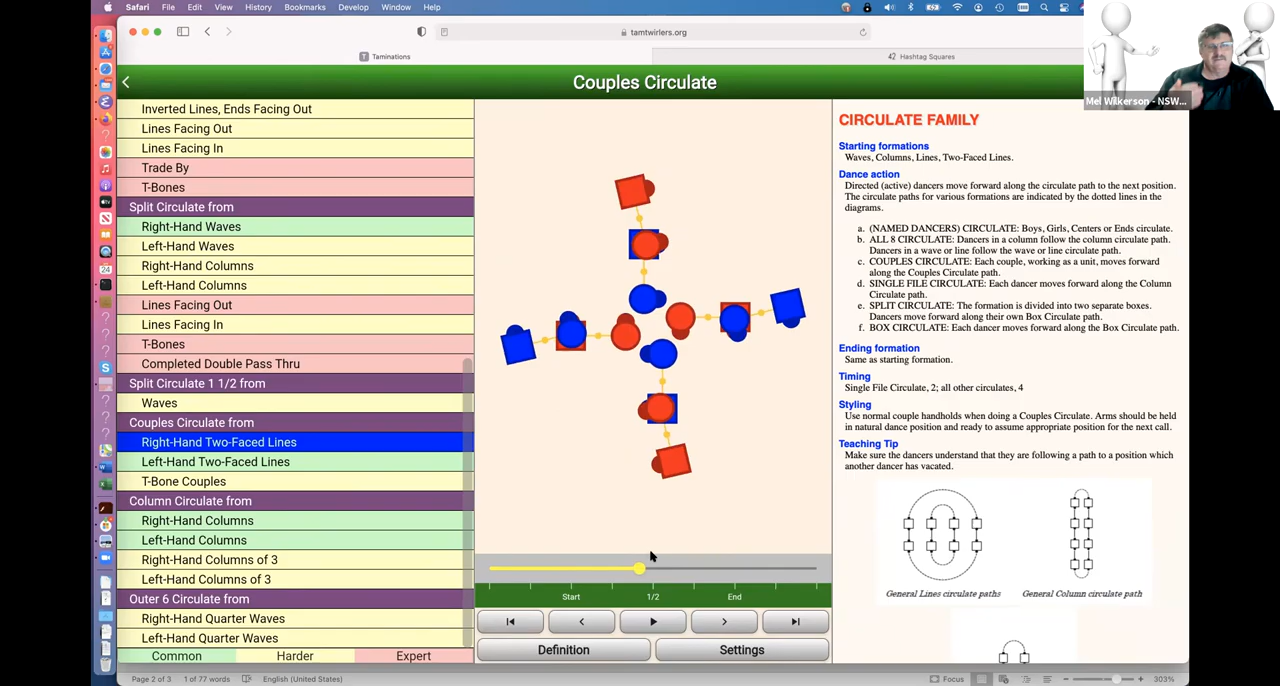 Safari File Edit View History Bookmarks Develop Window Help
tamtwirlers.org
T Taminations
42 Hashtag Squares
Couples Circulate
Mel Wilkerson - NSW...
Inverted Lines, Ends Facing Out
Lines Facing Out
Lines Facing In
Trade By
T-Bones
Split Circulate from
Right-Hand Waves
Left-Hand Waves
Right-Hand Columns
Left-Hand Columns
Lines Facing Out
Lines Facing In
T-Bones
Completed Double Pass Thru
Split Circulate 1 1/2 from
Waves
Couples Circulate from
Right-Hand Two-Faced Lines
Left-Hand Two-Faced Lines
T-Bone Couples
Column Circulate from
Right-Hand Columns
Left-Hand Columns
Right-Hand Columns of 3
Left-Hand Columns of 3
Outer 6 Circulate from
Right-Hand Quarter Waves
Left-Hand Quarter Waves
Common Harder Expert
Start 1/2 End
Definition Settings
CIRCULATE FAMILY
Starting formations
Waves, Columns, Lines, Two-Faced Lines.
Dance action
Directed (active) dancers move forward along the circulate path to the next position.
The circulate paths for various formations are indicated by the dotted lines in the
diagrams.
a. (NAMED DANCERS) CIRCULATE: Boys, Girls, Centers or Ends circulate.
b. ALL 8 CIRCULATE: Dancers in a column follow the column circulate path.
Dancers in a wave or line follow the wave or line circulate path.
c. COUPLES CIRCULATE: Each couple, working as a unit, moves forward
along the Couples Circulate path.
d. SINGLE FILE CIRCULATE: Each dancer moves forward along the Column
Circulate path.
e. SPLIT CIRCULATE: The formation is divided into two separate boxes.
Dancers move forward along their own Box Circulate path.
f. BOX CIRCULATE: Each dancer moves forward along the Box Circulate path.
Ending formation
Same as starting formation.
Timing
Single File Circulate, 2; all other circulates, 4
Styling
Use normal couple handholds when doing a Couples Circulate. Arms should be held
in natural dance position and ready to assume appropriate position for the next call.
Teaching Tip
Make sure the dancers understand that they are following a path to a position which
another dancer has vacated.
General Lines circulate paths
General Column circulate path
24
Page 2 of 3 1 of 77 words English (United States) Focus 303%